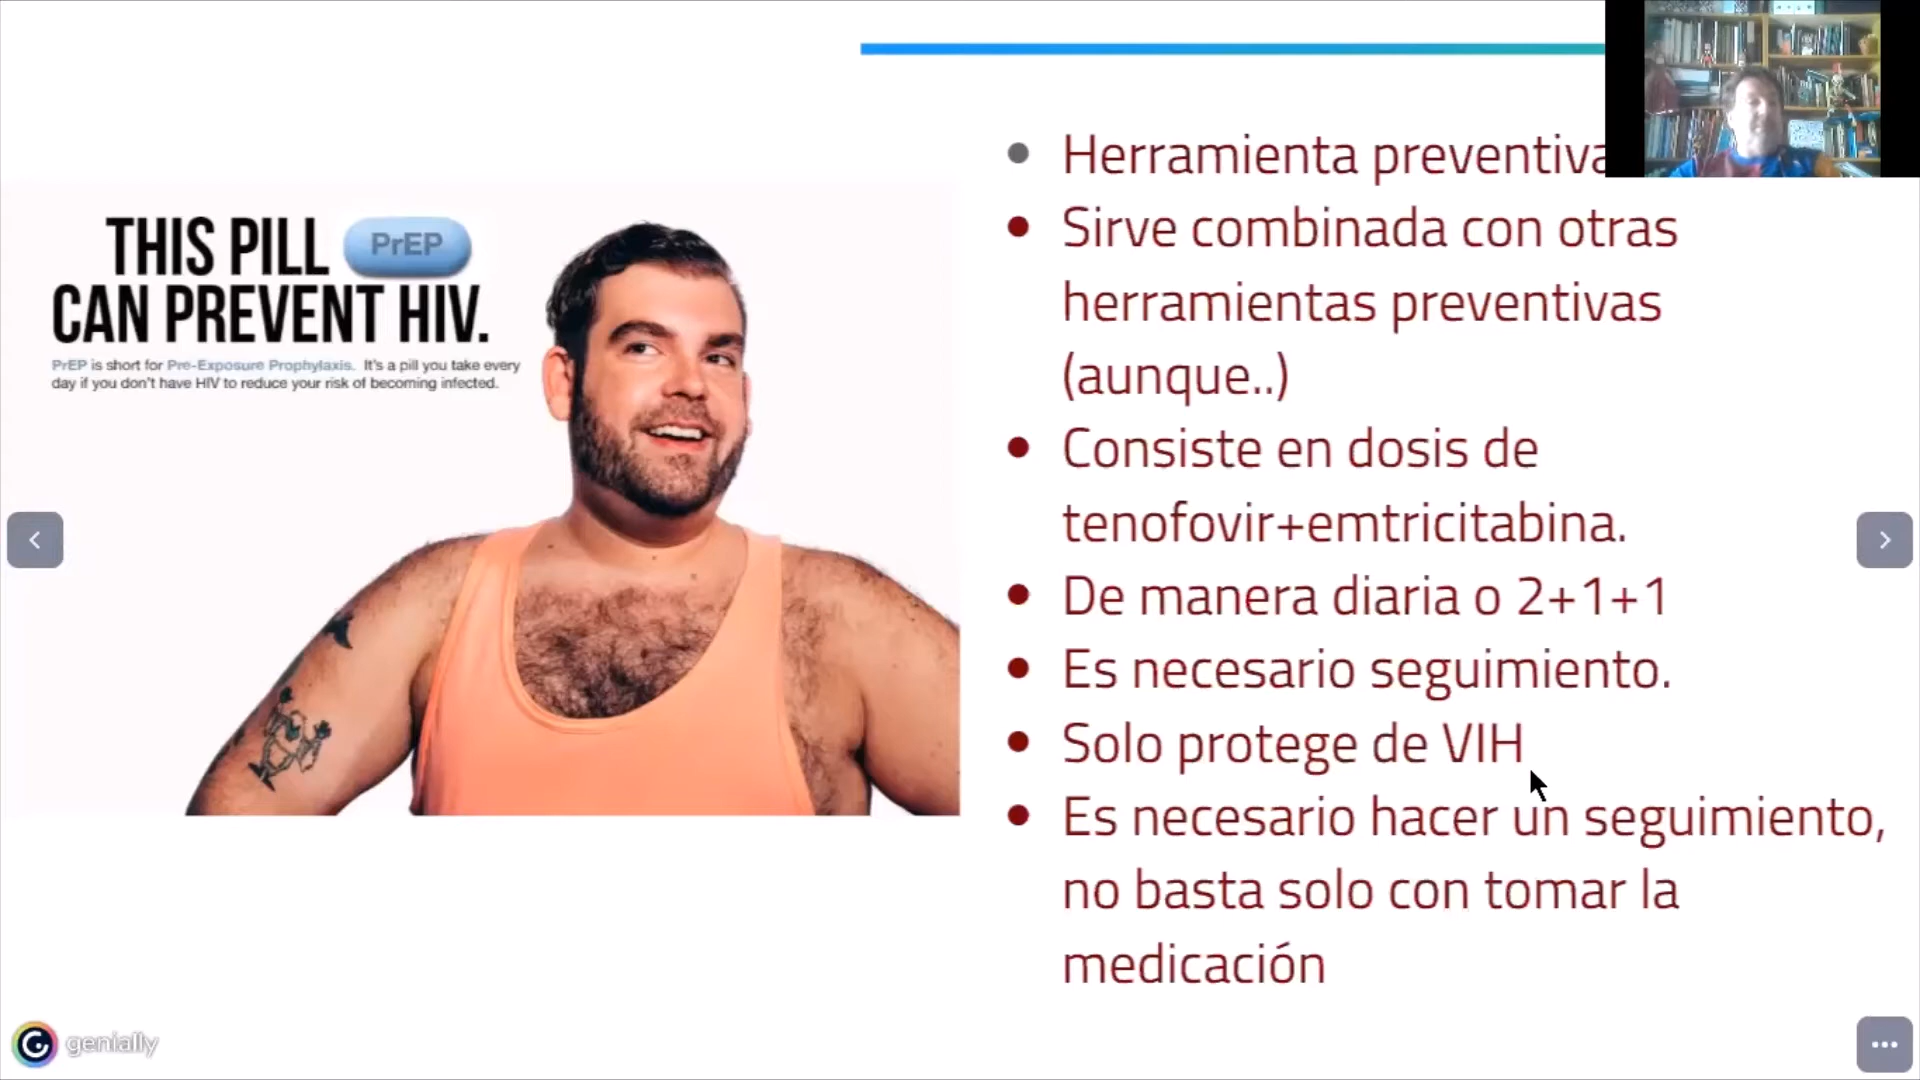 THIS PILL PrEP
CAN PREVENT HIV.
PrEP is short for Pre-Exposure Prophylaxis. It's a pill you take every
day if you don't have HIV to reduce your risk of becoming infected.
Herramienta preventiva
Sirve combinada con otras
herramientas preventivas
(aunque..)
Consiste en dosis de
tenofovir+emtricitabina.
De manera diaria o 2+1+1
Es necesario seguimiento.
Solo protege de VIH
Es necesario hacer un seguimiento,
no basta solo con tomar la
medicación
genially